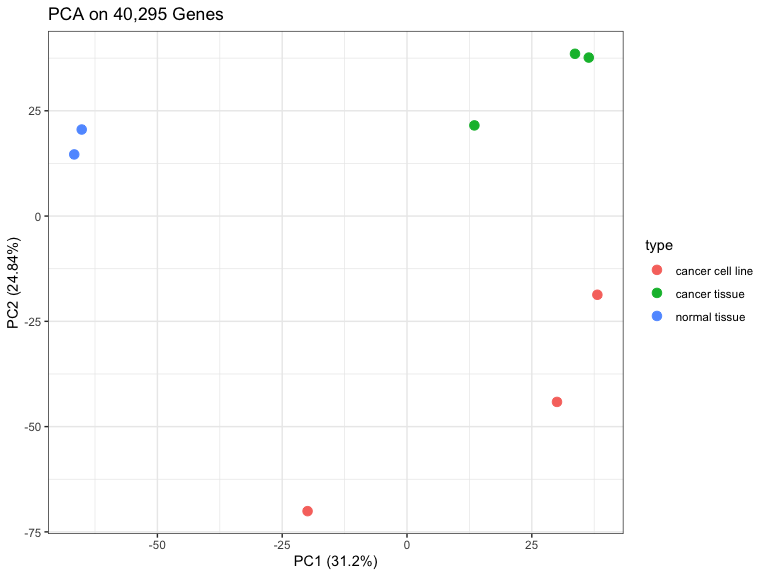 PCA on 40,295 Genes
25
0
-25
-50
-75
PC2 (24.84%)
-50
-25
0
25
PC1 (31.2%)
type
cancer cell line
cancer tissue
normal tissue